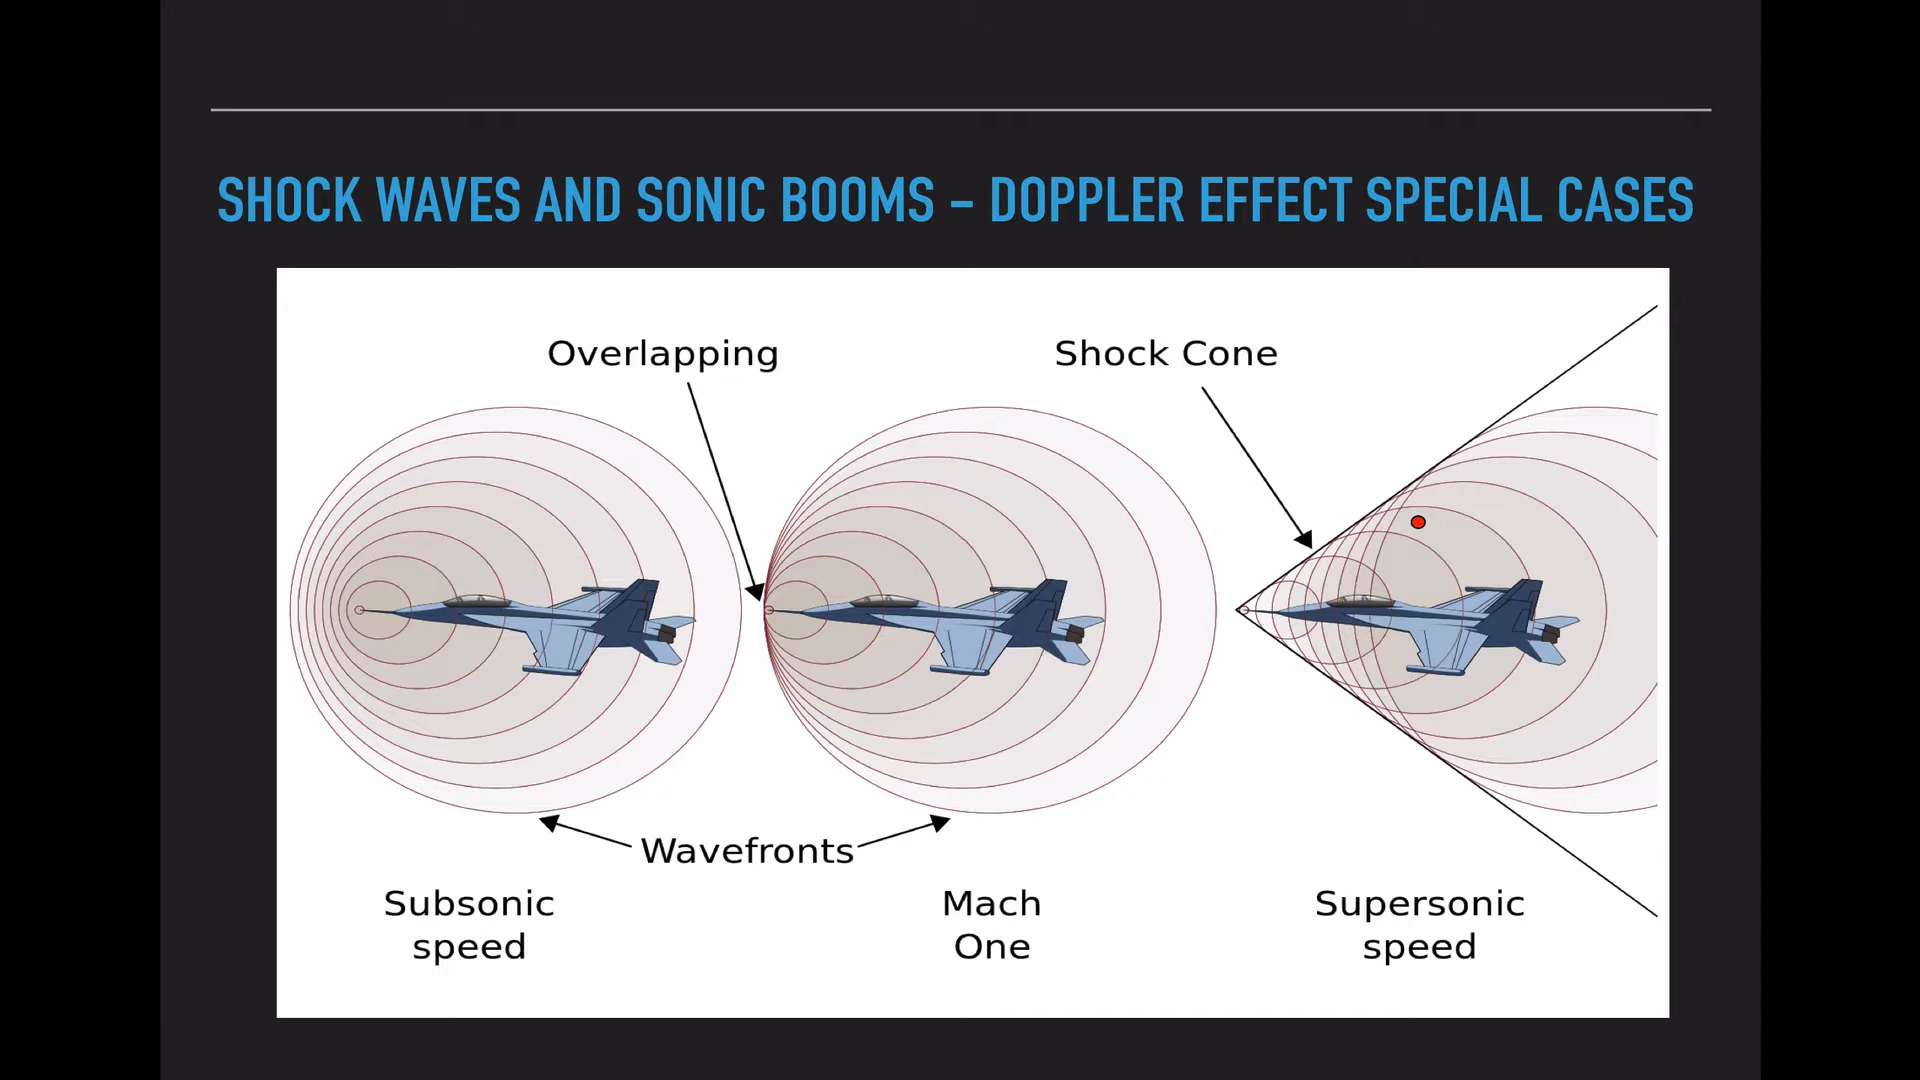 SHOCK WAVES AND SONIC BOOMS – DOPPLER EFFECT SPECIAL CASES
Overlapping
Shock Cone
Wavefronts
Subsonic
speed
Mach
One
Supersonic
speed